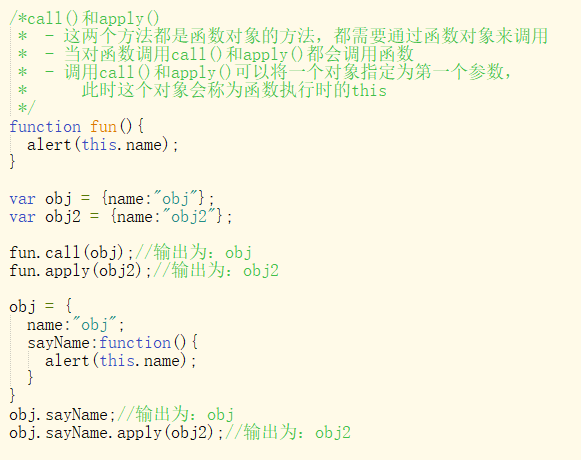 /*call()和apply()
*  - 这两个方法都是函数对象的方法，都需要通过函数对象来调用
*  - 当对函数调用call()和apply()都会调用函数
*  - 调用call()和apply()可以将一个对象指定为第一个参数，
*     此时这个对象会称为函数执行时的this
*/
function fun(){
  alert(this.name);
}
var obj = {name:"obj"};
var obj2 = {name:"obj2"};
fun.call(obj);//输出为：obj
fun.apply(obj2);//输出为：obj2
obj = {
  name:"obj";
  sayName:function(){
    alert(this.name);
  }
}
obj.sayName;//输出为：obj
obj.sayName.apply(obj2);//输出为：obj2